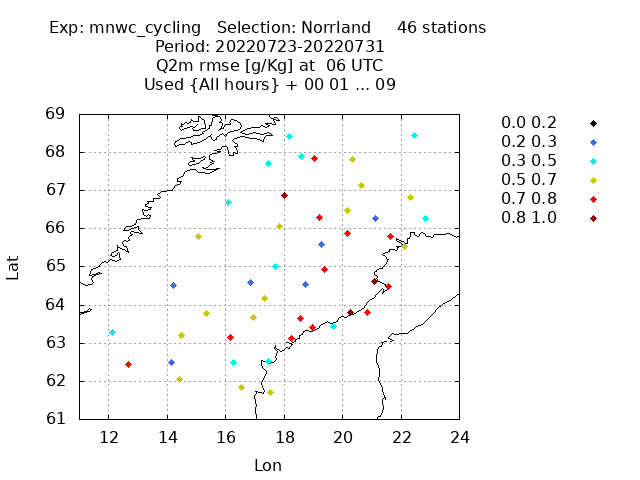 Exp: mnwc_cycling   Selection: Norrland     46 stations
Period: 20220723-20220731
Q2m rmse [g/Kg] at  06 UTC
Used {All hours} + 00 01 ... 09
69
68
67
66
65
64
63
62
61
Lat
12 14 16 18 20 22 24
Lon
0.0 0.2
0.2 0.3
0.3 0.5
0.5 0.7
0.7 0.8
0.8 1.0